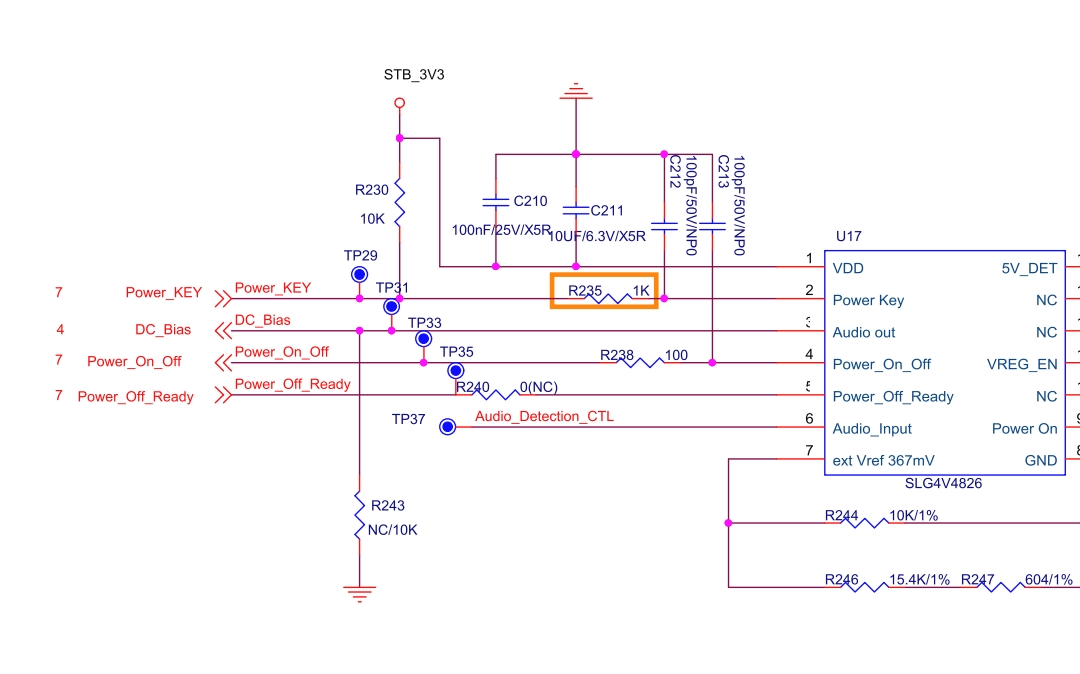 STB_3V3
C212
100pF/50V/NP0
C213
100pF/50V/NP0
R230
10K
C210
100nF/25V/X5R
C211
10UF/6.3V/X5R
U17
TP29
1
VDD
5V_DET
7
Power_KEY
Power_KEY
TP31
R235
1K
2
Power Key
NC
4
DC_Bias
DC_Bias
TP33
3
Audio out
NC
7
Power_On_Off
Power_On_Off
TP35
R238
100
4
Power_On_Off
VREG_EN
7
Power_Off_Ready
Power_Off_Ready
R240
0(NC)
5
Power_Off_Ready
NC
TP37
Audio_Detection_CTL
6
Audio_Input
Power On
9
7
ext Vref 367mV
GND
8
SLG4V4826
R243
NC/10K
R244
10K/1%
R246
15.4K/1%
R247
604/1%